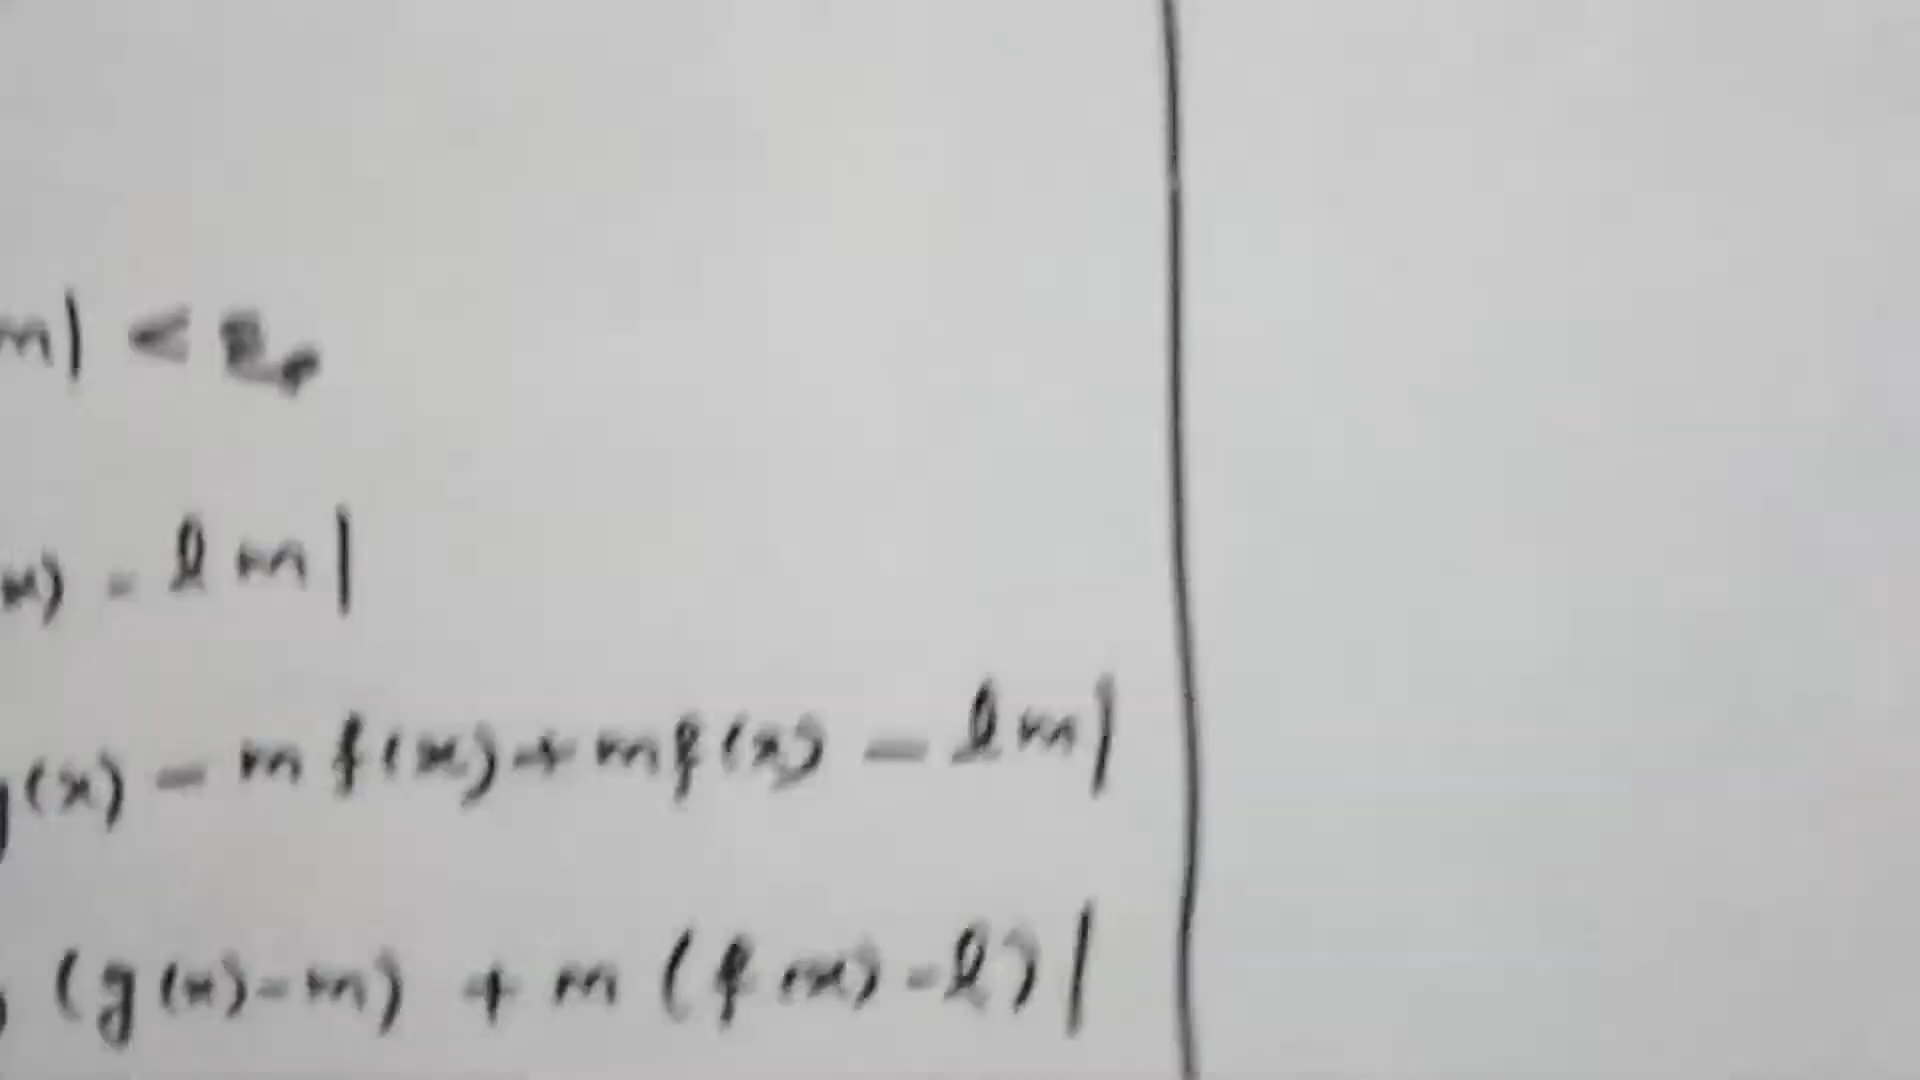 m| <
x) - lm|
g(x) - m f(x) + m f(x) - lm|
(g(x) - m) + m (f(x) - l)|